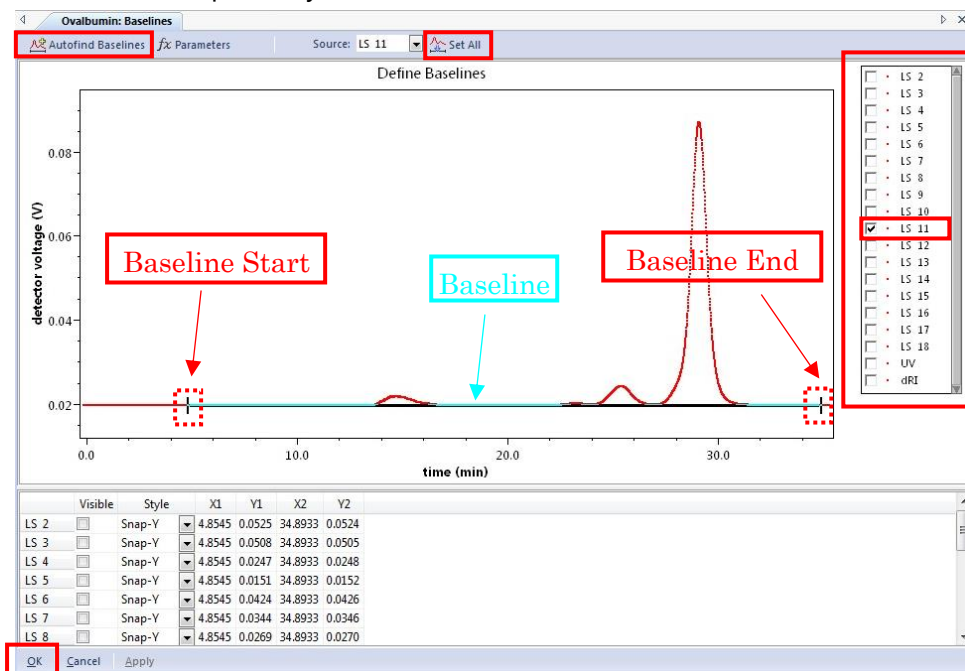 Ovalbumin: Baselines
Autofind Baselines fx Parameters Source: LS 11 Set All
Define Baselines
detector voltage (V)
0.08
0.06
0.04
0.02
Baseline Start
Baseline
Baseline End
0.0 10.0 20.0 30.0
time (min)
LS 2
LS 3
LS 4
LS 5
LS 6
LS 7
LS 8
LS 9
LS 10
LS 11
LS 12
LS 13
LS 14
LS 15
LS 16
LS 17
LS 18
UV
dRI
Visible Style X1 Y1 X2 Y2
LS 2 Snap-Y 4.8545 0.0525 34.8933 0.0524
LS 3 Snap-Y 4.8545 0.0508 34.8933 0.0505
LS 4 Snap-Y 4.8545 0.0247 34.8933 0.0248
LS 5 Snap-Y 4.8545 0.0151 34.8933 0.0152
LS 6 Snap-Y 4.8545 0.0424 34.8933 0.0426
LS 7 Snap-Y 4.8545 0.0344 34.8933 0.0346
LS 8 Snap-Y 4.8545 0.0269 34.8933 0.0270
OK Cancel Apply